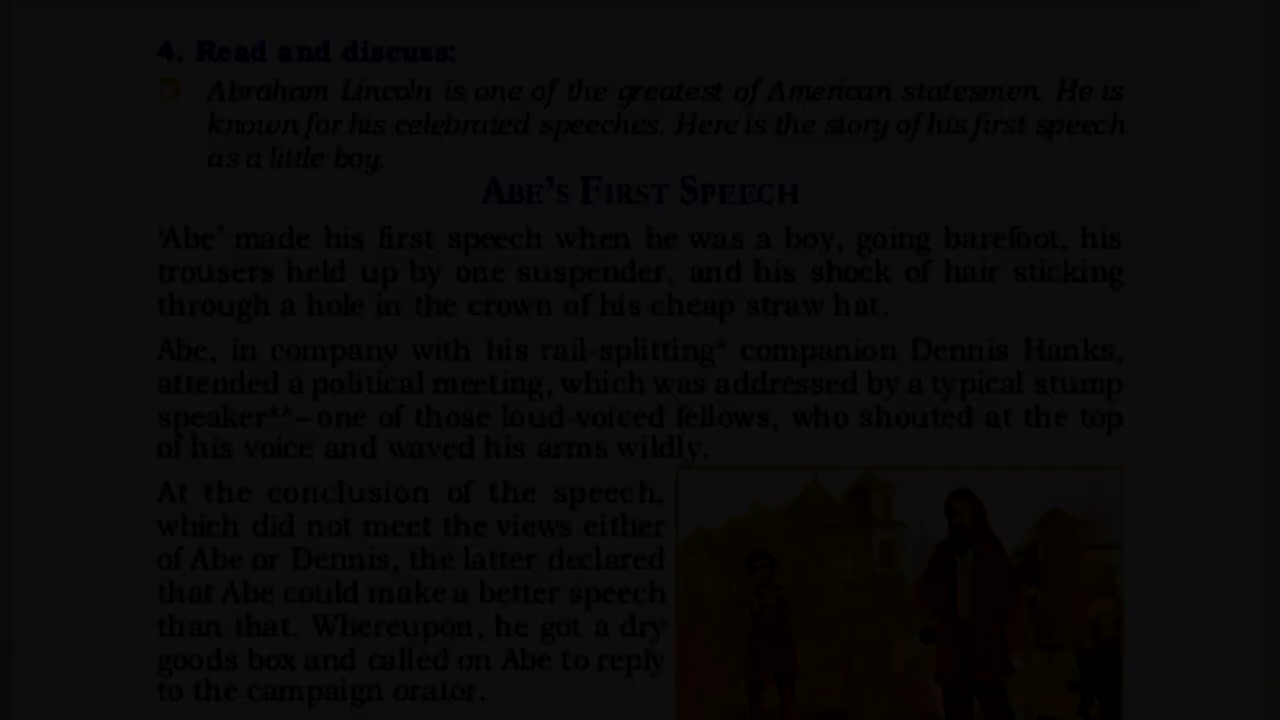 4. Read and discuss:
Abraham Lincoln is one of the greatest of American statesmen. He is
known for his celebrated speeches. Here is the story of his first speech
as a little boy.
ABE'S FIRST SPEECH
'Abe' made his first speech when he was a boy, going barefoot, his
trousers held up by one suspender, and his shock of hair sticking
through a hole in the crown of his cheap straw hat.
Abe, in company with his rail-splitting* companion Dennis Hanks,
attended a political meeting, which was addressed by a typical stump
speaker**–one of those loud-voiced fellows, who shouted at the top
of his voice and waved his arms wildly.
At the conclusion of the speech,
which did not meet the views either
of Abe or Dennis, the latter declared
that Abe could make a better speech
than that. Whereupon, he got a dry
goods box and called on Abe to reply
to the campaign orator.